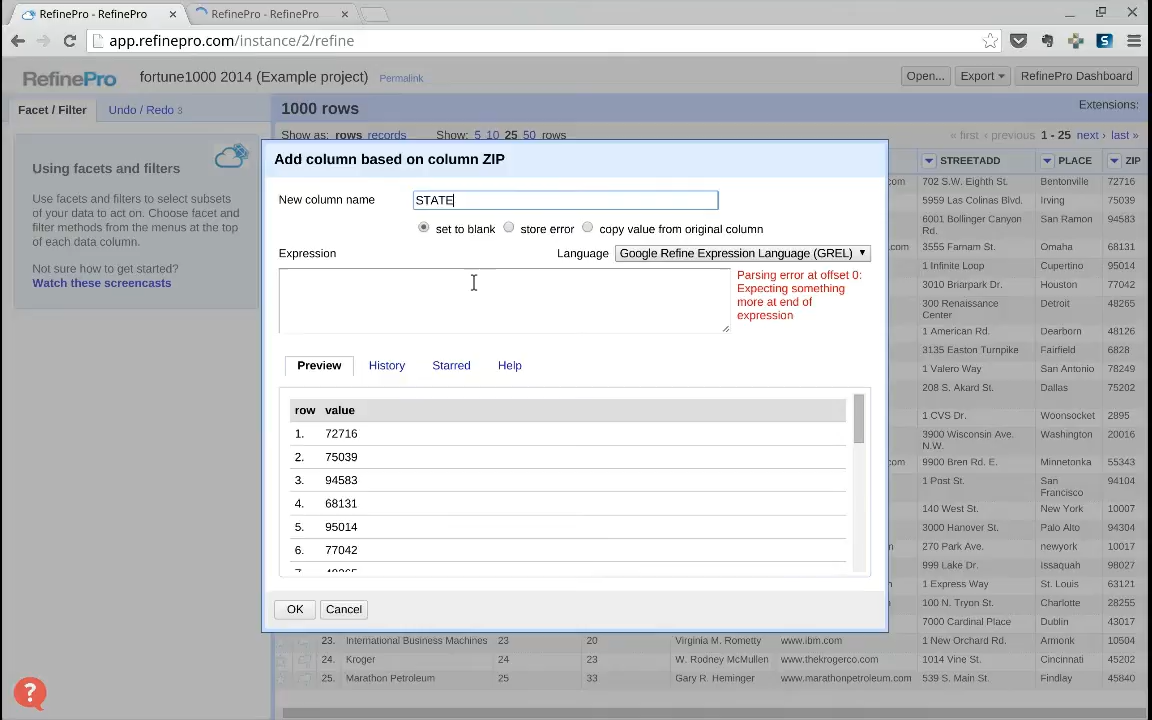 RefinePro - RefinePro
RefinePro - RefinePro
app.refinepro.com/instance/2/refine
RefinePro
fortune1000 2014 (Example project)
Permalink
Open...
Export
RefinePro Dashboard
Facet / Filter
Undo / Redo 3
1000 rows
Extensions:
Show as: rows records
Show: 5 10 25 50 rows
« first ‹ previous 1 - 25 next › last »
Using facets and filters
Use facets and filters to select subsets
of your data to act on. Choose facet and
filter methods from the menus at the top
of each data column.
Not sure how to get started?
Watch these screencasts
Add column based on column ZIP
New column name
STATE
set to blank
store error
copy value from original column
Expression
Language
Google Refine Expression Language (GREL)
Parsing error at offset 0:
Expecting something
more at end of
expression
Preview
History
Starred
Help
row value
1. 72716
2. 75039
3. 94583
4. 68131
5. 95014
6. 77042
OK
Cancel
STREETADD PLACE ZIP
com 702 S.W. Eighth St. Bentonville 72716
5959 Las Colinas Blvd. Irving 75039
6001 Bollinger Canyon San Ramon 94583
Rd.
com 3555 Farnam St. Omaha 68131
1 Infinite Loop Cupertino 95014
3010 Briarpark Dr. Houston 77042
300 Renaissance Detroit 48265
Center
1 American Rd. Dearborn 48126
3135 Easton Turnpike Fairfield 6828
1 Valero Way San Antonio 78249
208 S. Akard St. Dallas 75202
1 CVS Dr. Woonsocket 2895
3900 Wisconsin Ave. Washington 20016
N.W.
com 9900 Bren Rd. E. Minnetonka 55343
1 Post St. San 94104
Francisco
140 West St. New York 10007
3000 Hanover St. Palo Alto 94304
270 Park Ave. newyork 10017
999 Lake Dr. Issaquah 98027
1 Express Way St. Louis 63121
100 N. Tryon St. Charlotte 28255
7000 Cardinal Place Dublin 43017
23. International Business Machines 23 20 Virginia M. Rometty www.ibm.com 1 New Orchard Rd. Armonk 10504
24. Kroger 24 23 W. Rodney McMullen www.thekrogerco.com 1014 Vine St. Cincinnati 45202
25. Marathon Petroleum 25 33 Gary R. Heminger www.marathonpetroleum.com 539 S. Main St. Findlay 45840
?